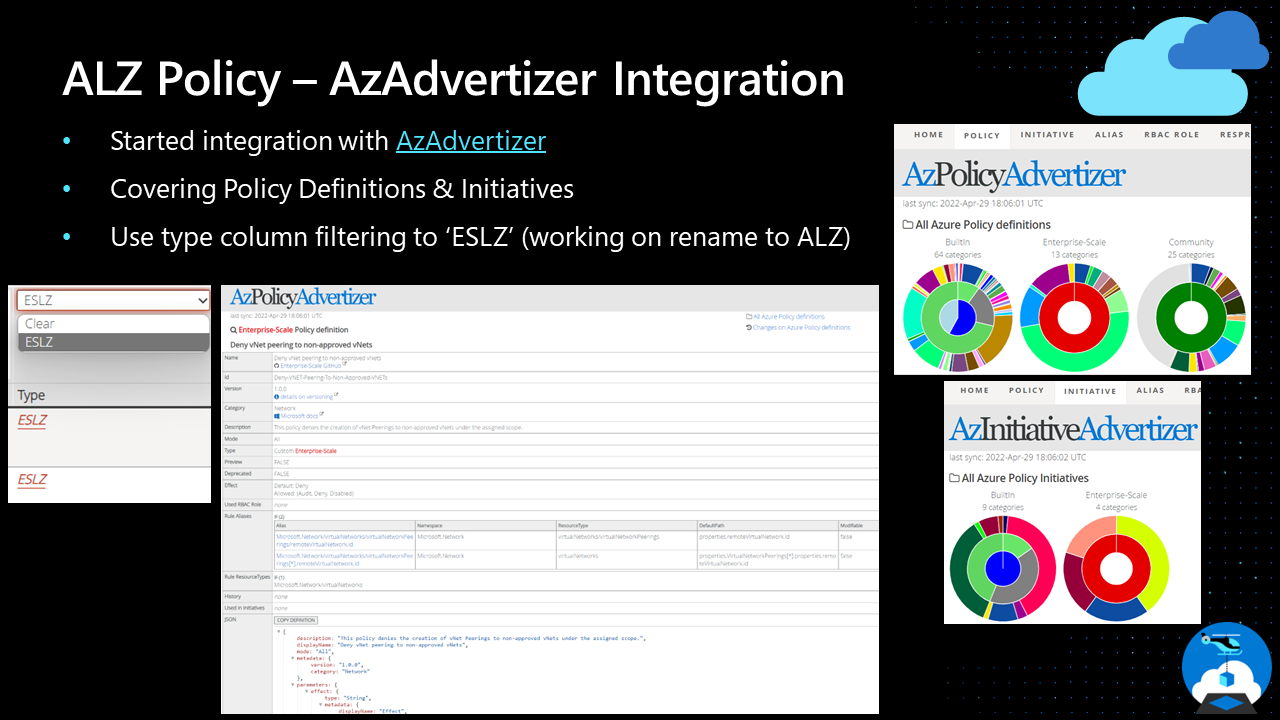 ALZ Policy – AzAdvertizer Integration
• Started integration with AzAdvertizer
• Covering Policy Definitions & Initiatives
• Use type column filtering to ‘ESLZ’ (working on rename to ALZ)
ESLZ
Clear
ESLZ
Type
ESLZ
ESLZ
AzPolicyAdvertizer
last sync: 2022-Apr-29 18:06:01 UTC
All Azure Policy definitions
Changes on Azure Policy definitions
Enterprise-Scale Policy definition
Deny vNet peering to non-approved vNets
Name Deny vNet peering to non-approved vNets
Enterprise-Scale GitHub
Id Deny-VNET-Peering-To-Non-Approved-VNETs
Version 1.0.0
details on versioning
Category Network
Microsoft docs
Description This policy denies the creation of vNet Peerings to non-approved vNets under the assigned scope.
Mode All
Type Custom Enterprise-Scale
Preview FALSE
Deprecated FALSE
Effect Default: Deny
Allowed: (Audit, Deny, Disabled)
Used RBAC Role none
Rule Aliases IF (2)
Alias Namespace ResourceType DefaultPath Modifiable
Microsoft.Network/virtualNetworks/virtualNetworkPee Microsoft.Network virtualNetworks/virtualNetworkPeerings properties.remoteVirtualNetwork.id false
rings/remoteVirtualNetwork.id
Microsoft.Network/virtualNetworks/virtualNetworkPee Microsoft.Network virtualNetworks properties.virtualNetworkPeerings[*].properties.remo false
rings[*].remoteVirtualNetwork.id teVirtualNetwork.id
Rule ResourceTypes IF (1)
Microsoft.Network/virtualNetworks
History none
Used in Initiatives none
JSON COPY DEFINITION
{
description: "This policy denies the creation of vNet Peerings to non-approved vNets under the assigned scope.",
displayName: "Deny vNet peering to non-approved vNets",
mode: "All",
metadata: {
version: "1.0.0",
category: "Network"
},
parameters: {
effect: {
type: "String",
metadata: {
displayName: "Effect",
HOME POLICY INITIATIVE ALIAS RBAC ROLE RESPR
AzPolicyAdvertizer
last sync: 2022-Apr-29 18:06:01 UTC
All Azure Policy definitions
BuiltIn Enterprise-Scale Community
64 categories 13 categories 25 categories
HOME POLICY INITIATIVE ALIAS RBA
AzInitiativeAdvertizer
last sync: 2022-Apr-29 18:06:02 UTC
All Azure Policy Initiatives
BuiltIn Enterprise-Scale
9 categories 4 categories